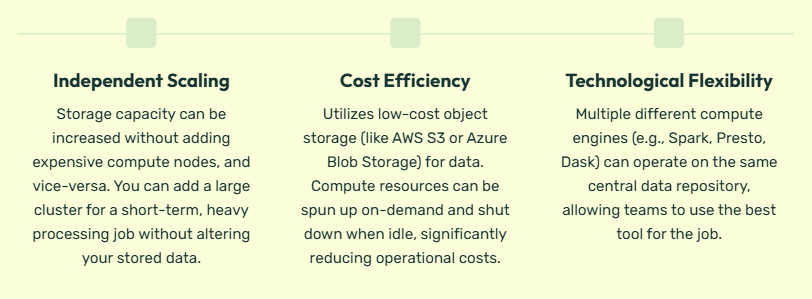 Independent Scaling
Storage capacity can be
increased without adding
expensive compute nodes, and
vice-versa. You can add a large
cluster for a short-term, heavy
processing job without altering
your stored data.
Cost Efficiency
Utilizes low-cost object
storage (like AWS S3 or Azure
Blob Storage) for data.
Compute resources can be
spun up on-demand and shut
down when idle, significantly
reducing operational costs.
Technological Flexibility
Multiple different compute
engines (e.g., Spark, Presto,
Dask) can operate on the same
central data repository,
allowing teams to use the best
tool for the job.